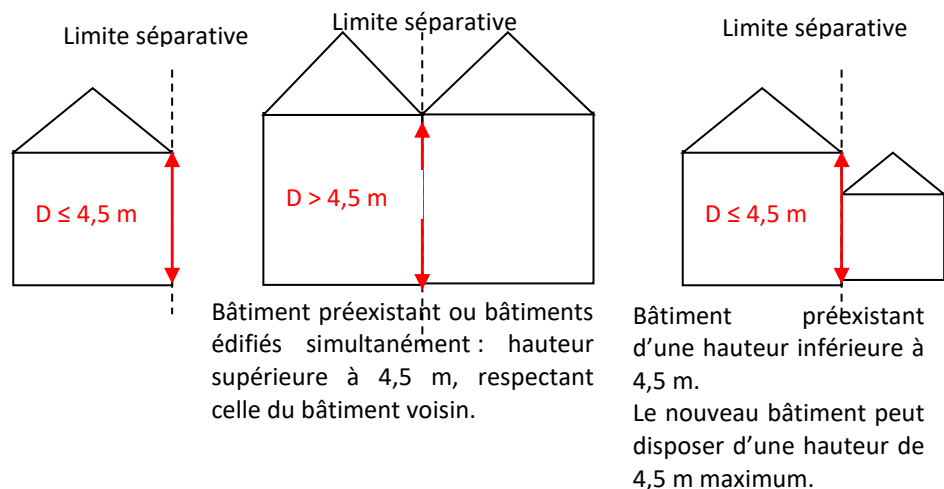 Limite séparative
Limite séparative
Limite séparative
D ≤ 4,5 m
D > 4,5 m
D ≤ 4,5 m
Bâtiment préexistant ou bâtiments
édifiés simultanément : hauteur
supérieure à 4,5 m, respectant
celle du bâtiment voisin.
Bâtiment préexistant
d’une hauteur inférieure à
4,5 m.
Le nouveau bâtiment peut
disposer d’une hauteur de
4,5 m maximum.